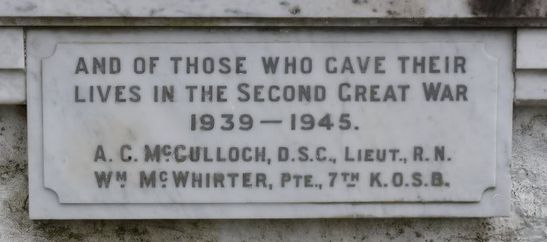 AND OF THOSE WHO GAVE THEIR
LIVES IN THE SECOND GREAT WAR
1939—1945.
A. C. McCULLOCH, D.S.C., LIEUT., R.N.
Wm McWHIRTER, PTE., 7TH K.O.S.B.